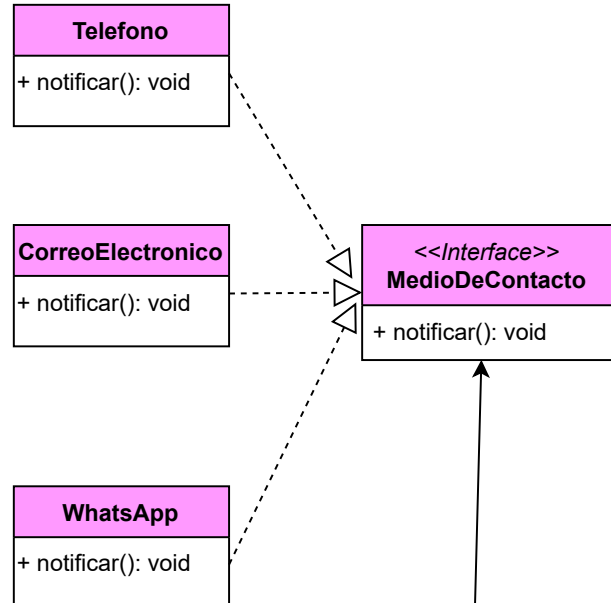 Telefono
+ notificar(): void
CorreoElectronico
+ notificar(): void
<<Interface>>
MedioDeContacto
+ notificar(): void
WhatsApp
+ notificar(): void